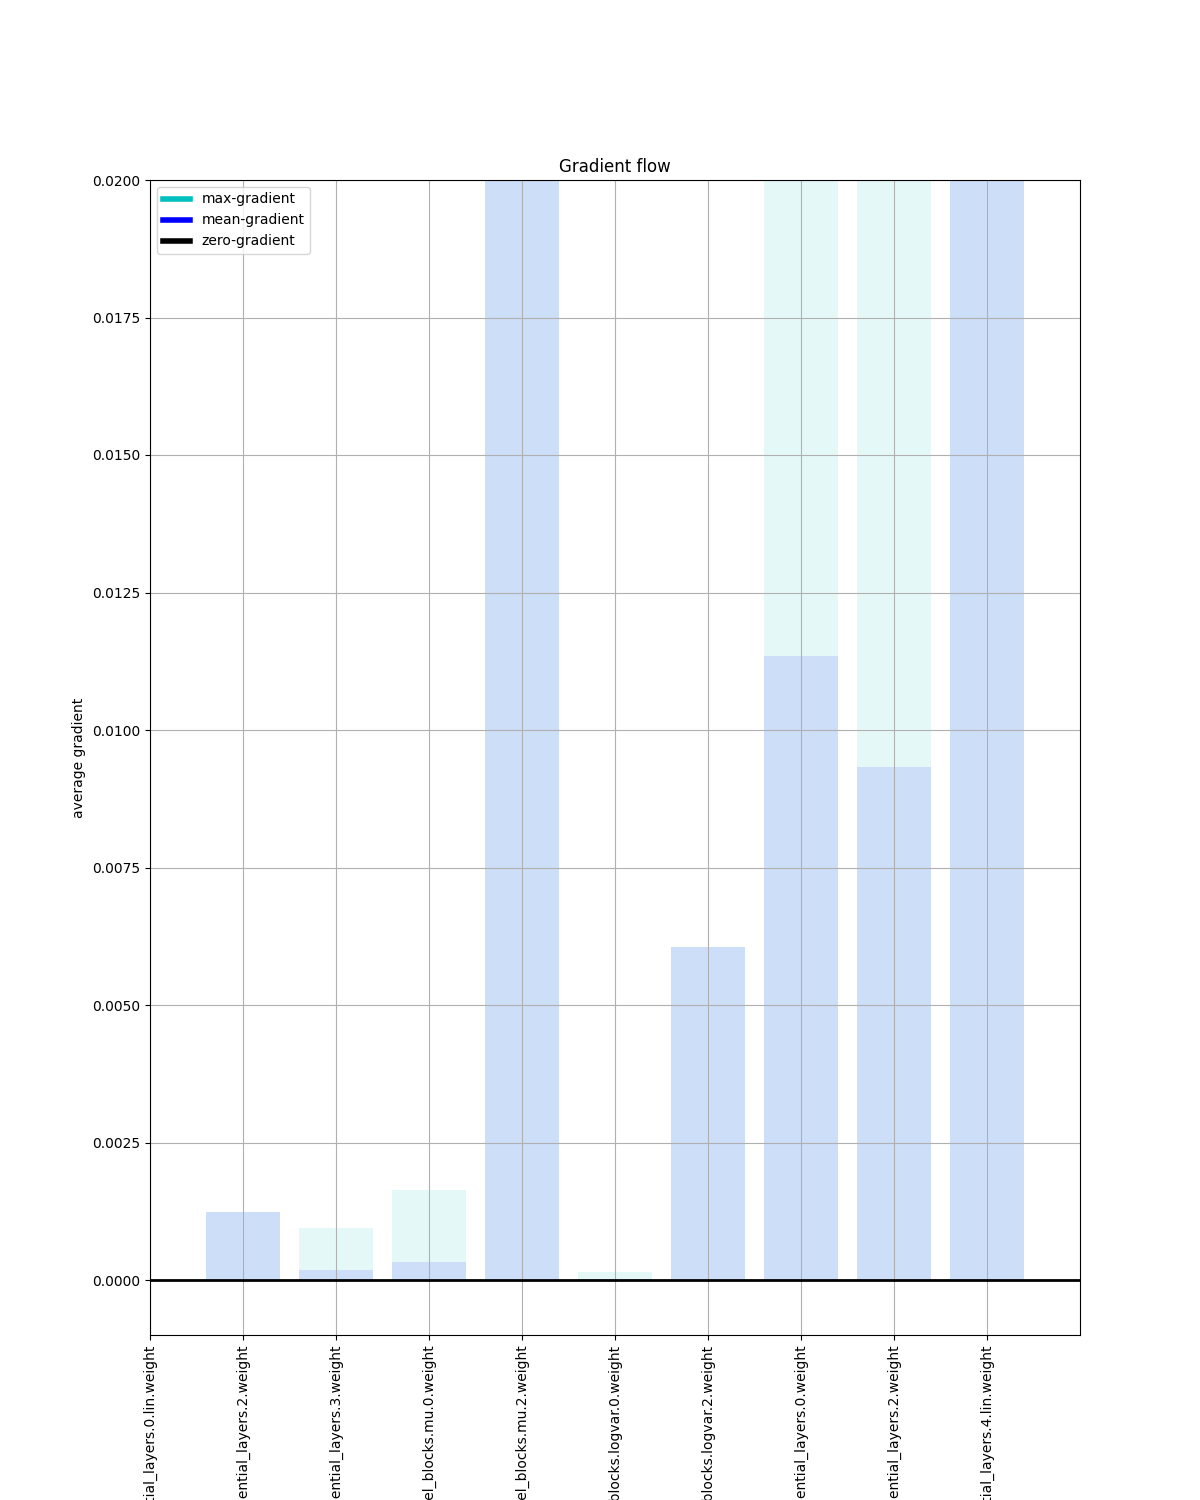 Gradient flow
max-gradient
mean-gradient
zero-gradient
0.0200
0.0175
0.0150
0.0125
0.0100
0.0075
0.0050
0.0025
0.0000
average gradient
tial_layers.0.lin.weight
ential_layers.2.weight
ential_layers.3.weight
el_blocks.mu.0.weight
el_blocks.mu.2.weight
blocks.logvar.0.weight
blocks.logvar.2.weight
ential_layers.0.weight
ential_layers.2.weight
tial_layers.4.lin.weight